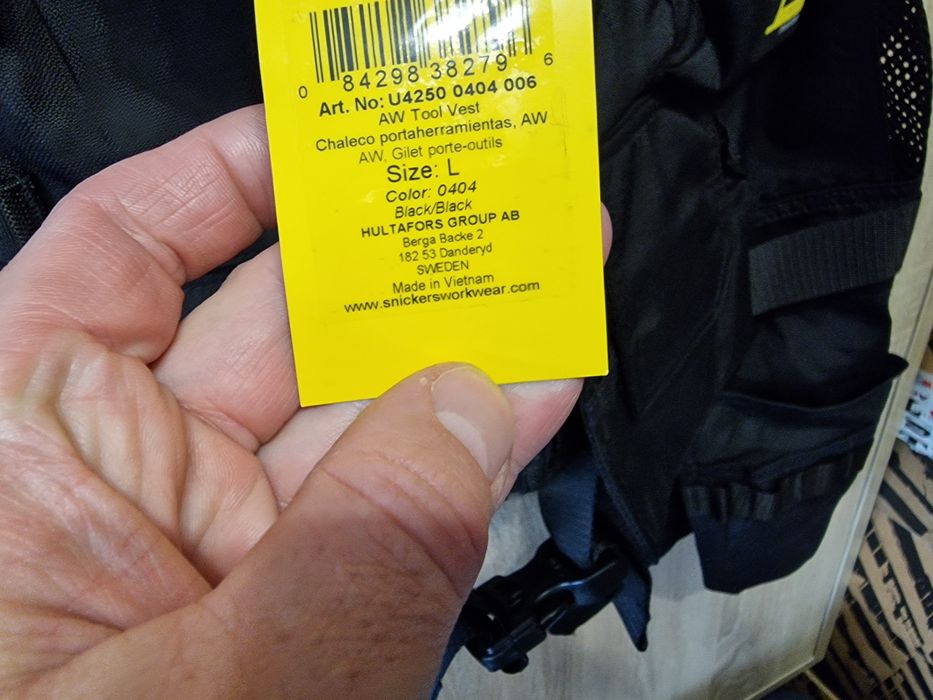 0 84298 38279 6
Art. No: U4250 0404 006
AW Tool Vest
Chaleco portaherramientas, AW
AW, Gilet porte-outils
Size: L
Color: 0404
Black/Black
HULTAFORS GROUP AB
Berga Backe 2
182 53 Danderyd
SWEDEN
Made in Vietnam
www.snickersworkwear.com